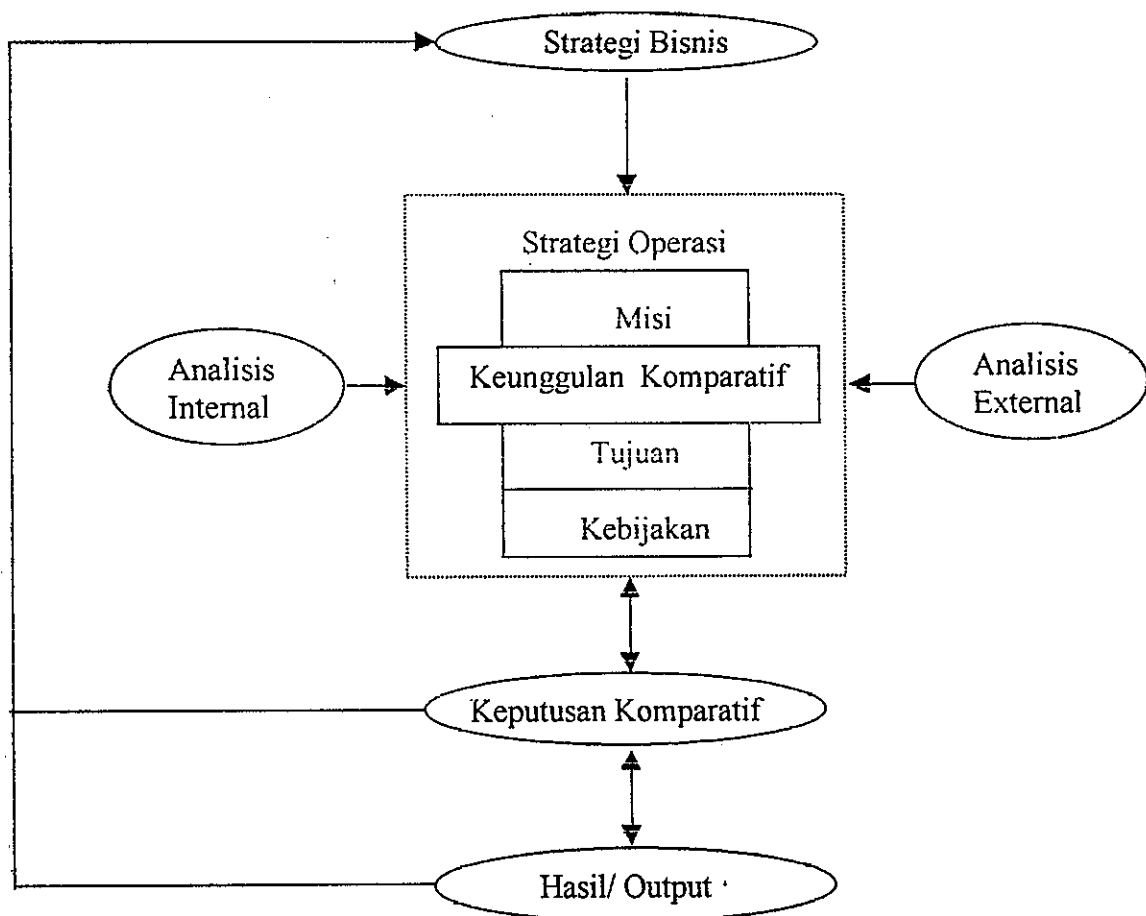 Strategi Bisnis
Strategi Operasi
Misi
Analisis
Internal
Keunggulan Komparatif
Analisis
External
Tujuan
Kebijakan
Keputusan Komparatif
Hasil/ Output